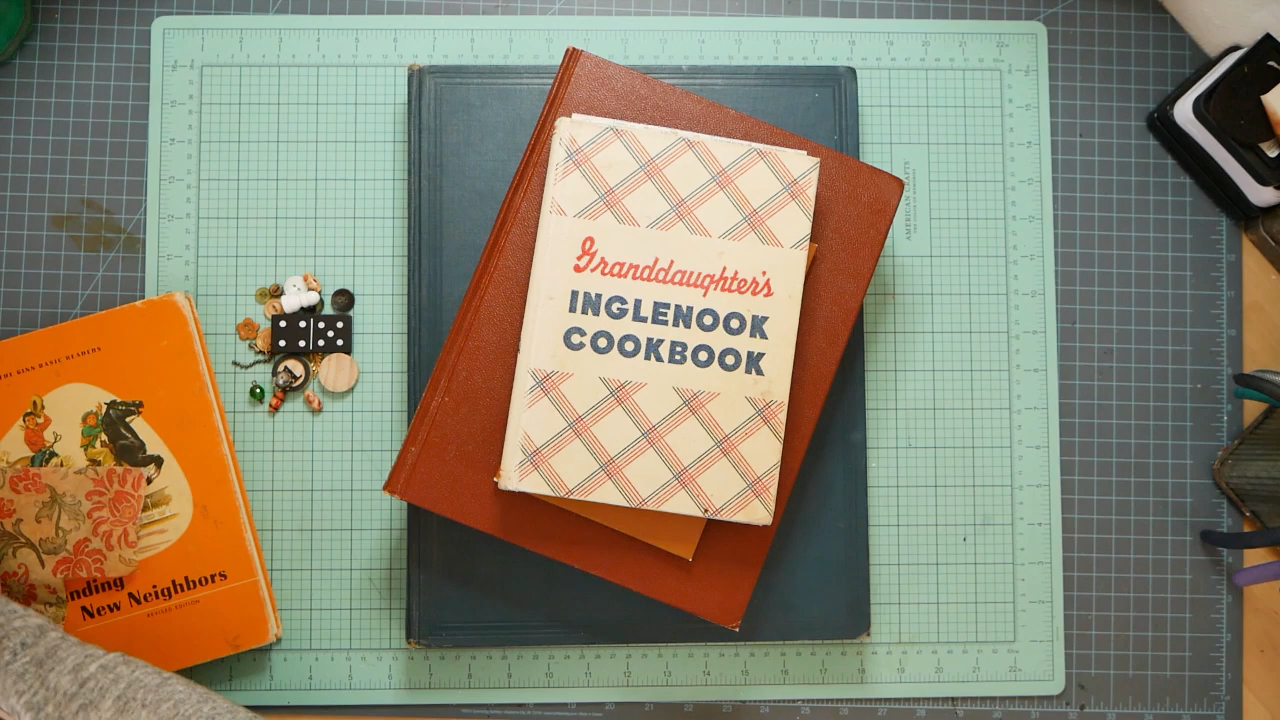 Granddaughter's
INGLENOOK
COOKBOOK
THE GINN BASIC READERS
nding
New Neighbors
REVISED EDITION
AMERICAN CRAFTS